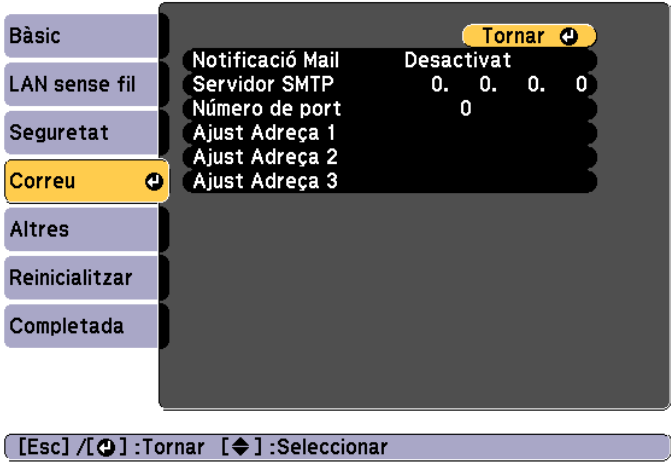 Bàsic
LAN sense fil
Seguretat
Correu
Altres
Reinicialitzar
Completada
Tornar
Notificació Mail Desactivat
Servidor SMTP 0. 0. 0. 0
Número de port 0
Ajust Adreça 1
Ajust Adreça 2
Ajust Adreça 3
[Esc] /[ ] :Tornar [ ] :Seleccionar